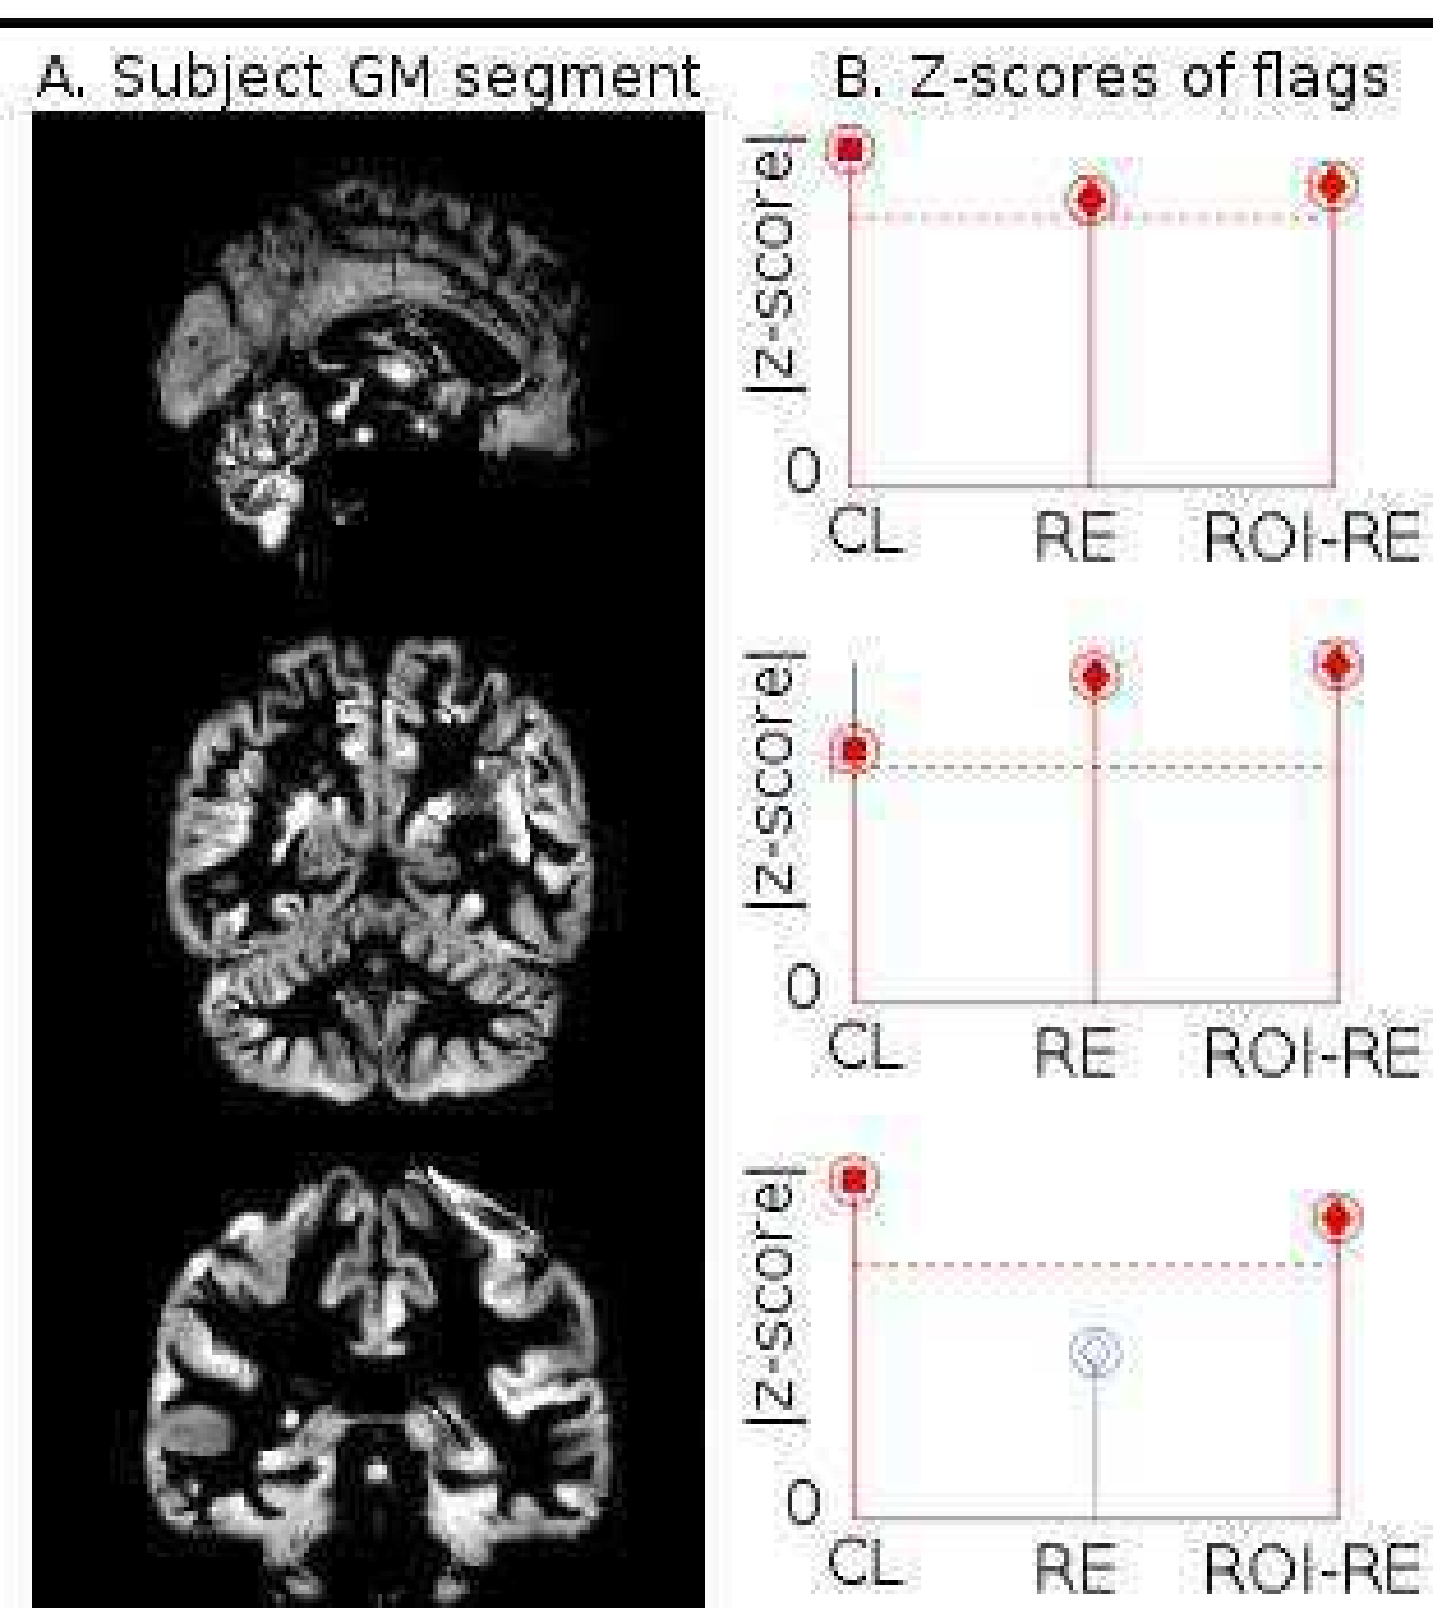 A. Subject GM segment
B. Z-scores of flags
|z-score|
0
CL RE ROI-RE
|z-score|
0
CL RE ROI-RE
|z-score|
0
CL RE ROI-RE